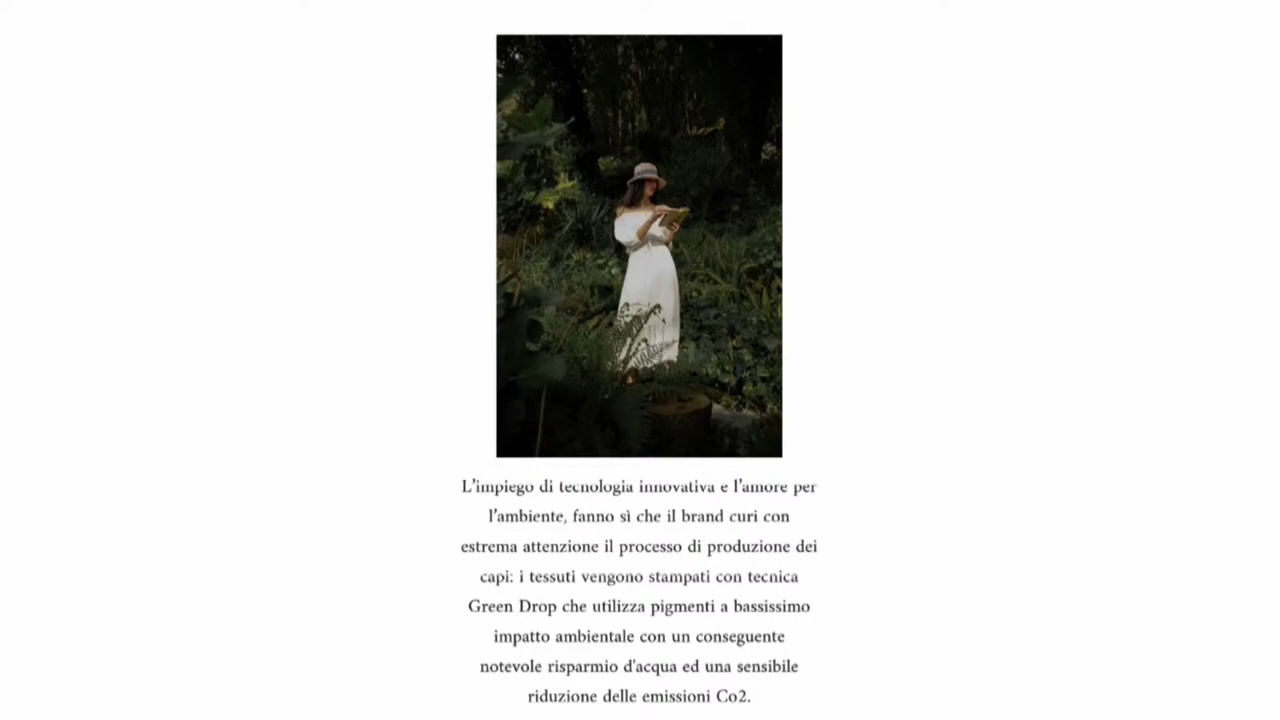 L'impiego di tecnologia innovativa e l'amore per
l'ambiente, fanno sì che il brand curi con
estrema attenzione il processo di produzione dei
capi: i tessuti vengono stampati con tecnica
Green Drop che utilizza pigmenti a bassissimo
impatto ambientale con un conseguente
notevole risparmio d'acqua ed una sensibile
riduzione delle emissioni Co2.